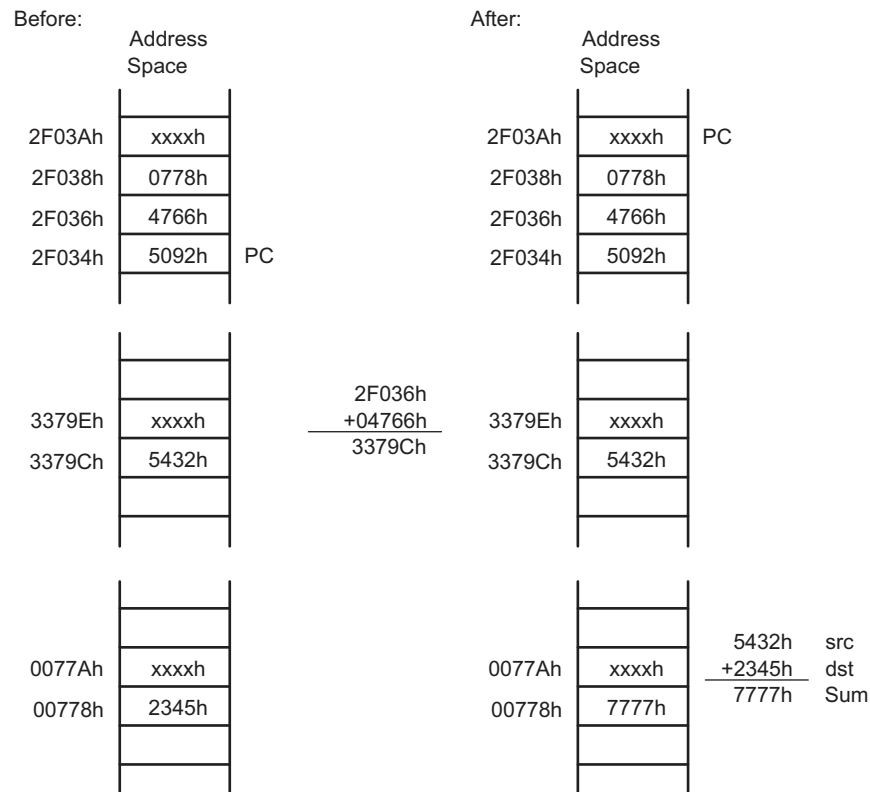 Before:
Address
Space
2F03Ah xxxxh
2F038h 0778h
2F036h 4766h
2F034h 5092h PC
3379Eh xxxxh
3379Ch 5432h
0077Ah xxxxh
00778h 2345h
2F036h
+04766h
3379Ch
After:
Address
Space
2F03Ah xxxxh PC
2F038h 0778h
2F036h 4766h
2F034h 5092h
3379Eh xxxxh
3379Ch 5432h
0077Ah xxxxh
00778h 7777h
5432h src
+2345h dst
7777h Sum